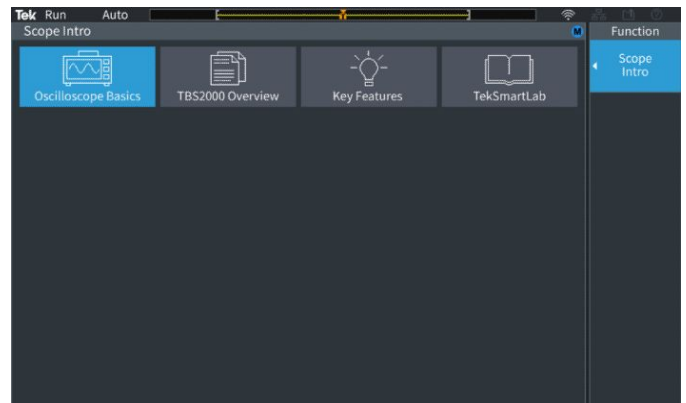 Tek Run Auto
Scope Intro
M
Function
Oscilloscope Basics
TBS2000 Overview
Key Features
TekSmartLab
Scope
Intro